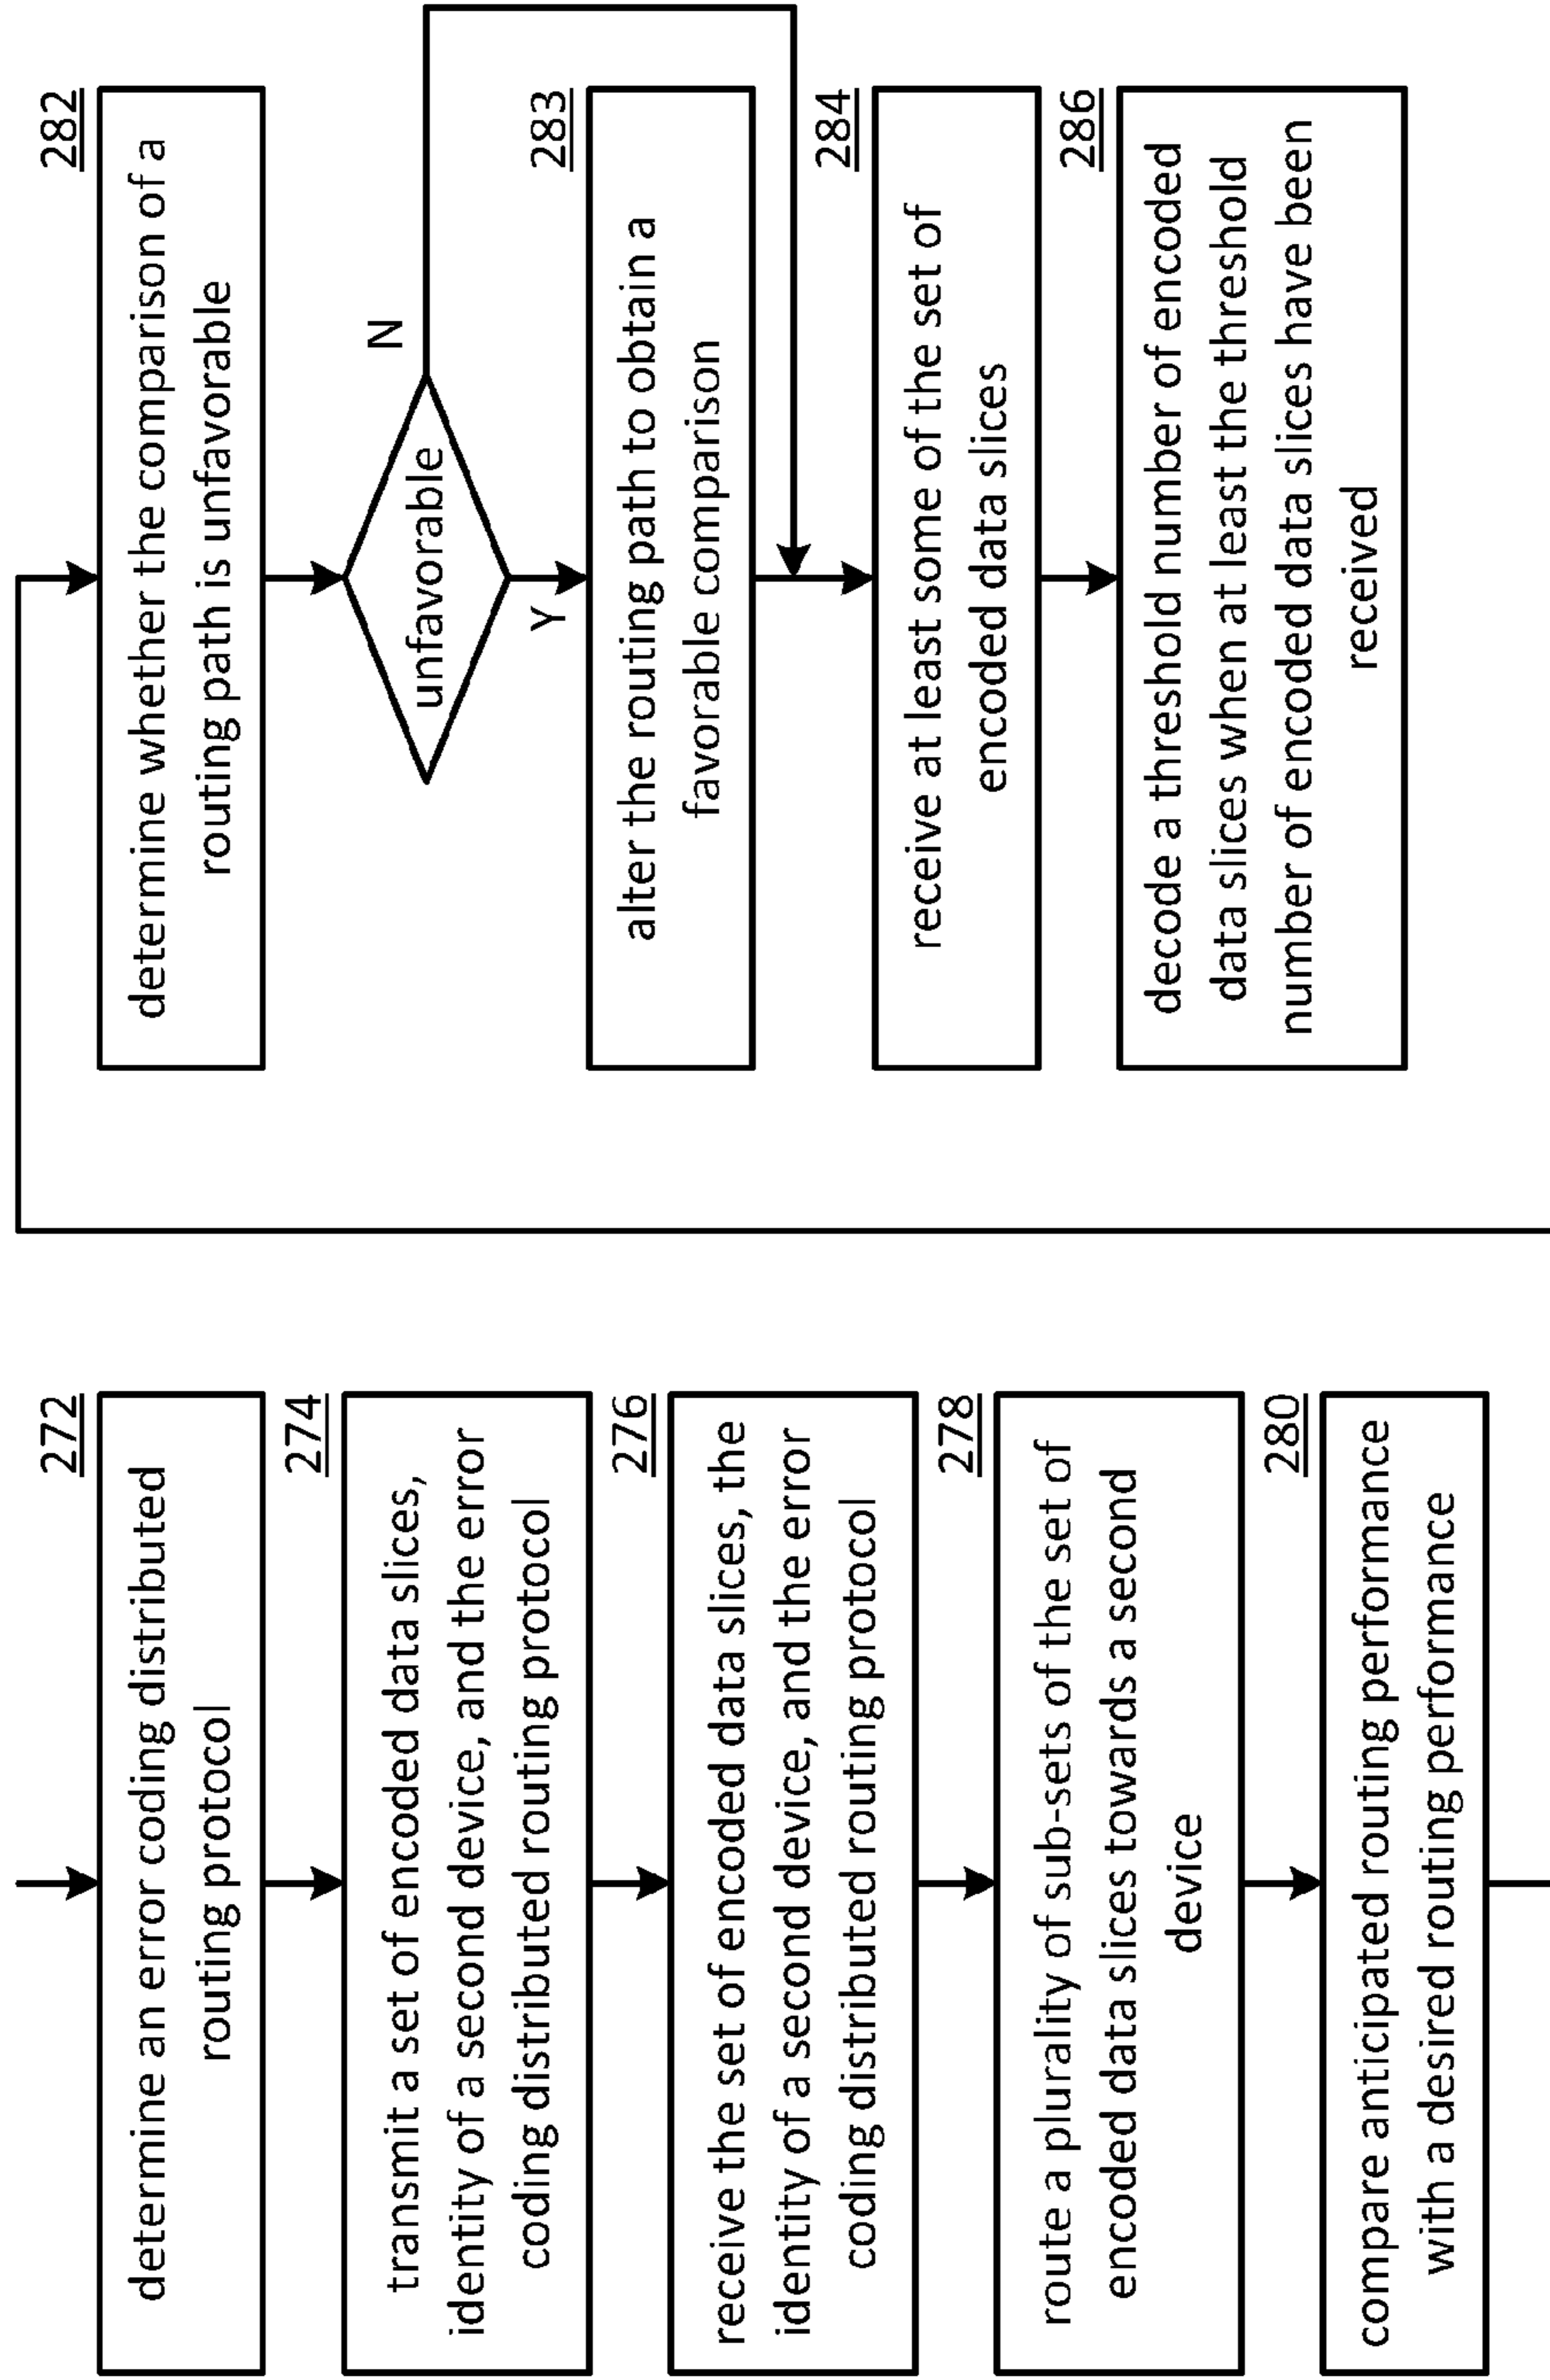 272
determine an error coding distributed
routing protocol
274
transmit a set of encoded data slices,
identity of a second device, and the error
coding distributed routing protocol
276
receive the set of encoded data slices, the
identity of a second device, and the error
coding distributed routing protocol
278
route a plurality of sub-sets of the set of
encoded data slices towards a second
device
280
compare anticipated routing performance
with a desired routing performance
282
determine whether the comparison of a
routing path is unfavorable
unfavorable
N
Y
283
alter the routing path to obtain a
favorable comparison
284
receive at least some of the set of
encoded data slices
286
decode a threshold number of encoded
data slices when at least the threshold
number of encoded data slices have been
received